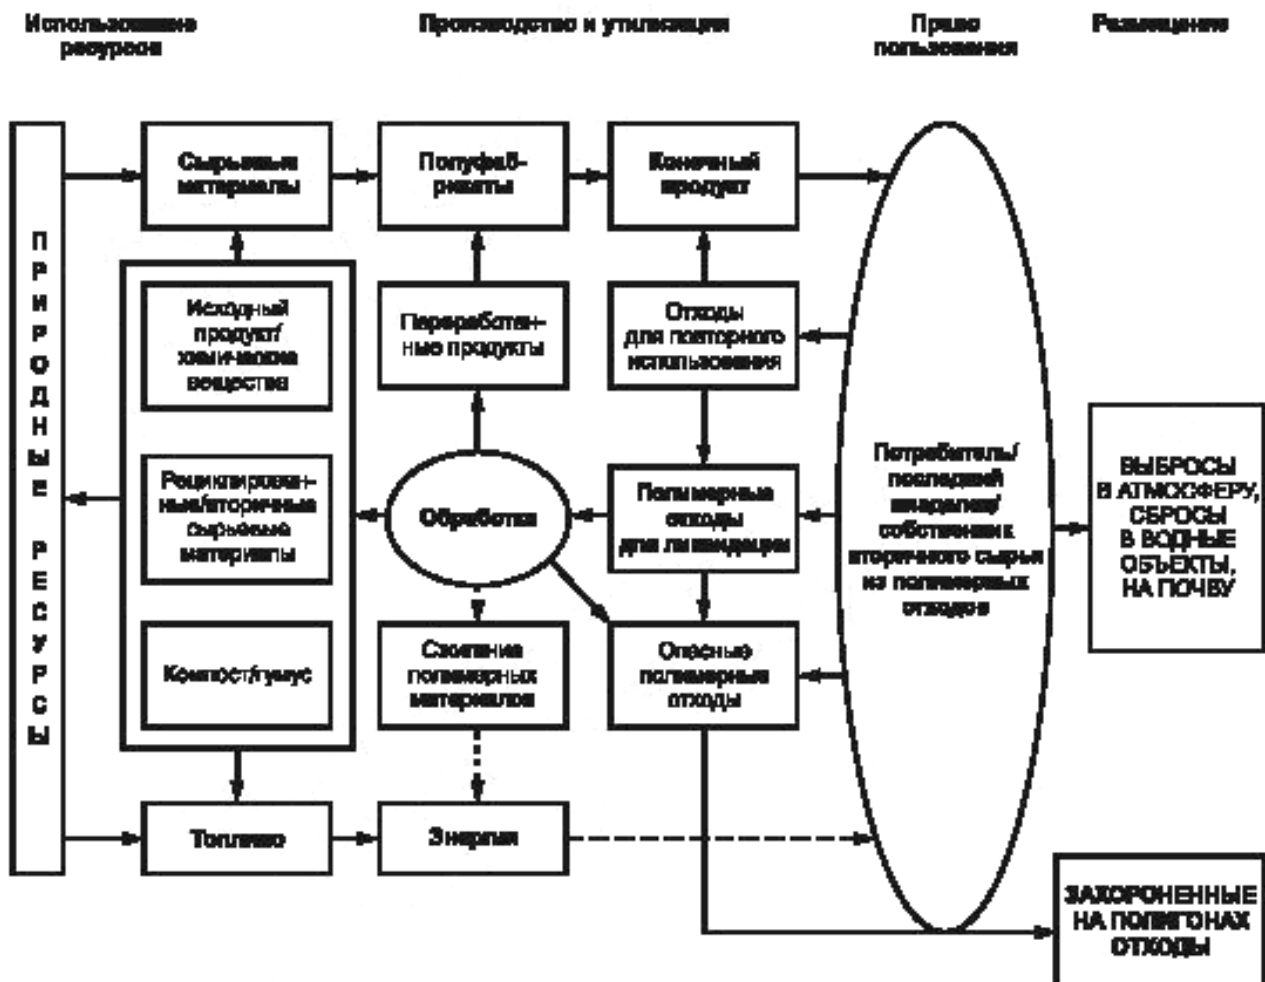 Использование
ресурсов
Производство и утилизация
Право
пользования
Размещение
ПРИРОДНЫЕ РЕСУРСЫ
Сырьевые
материалы
Полуфаб-
рикаты
Конечный
продукт
Исходный
продукт/
химические
вещества
Переработан-
ные продукты
Отходы
для повторного
использования
Рециклирован-
ные/вторичные
сырьевые
материалы
Обработка
Полимерные
отходы
для ликвидации
Потребитель/
последний
владелец/
собственник
вторичного сырья
из полимерных
отходов
ВЫБРОСЫ
В АТМОСФЕРУ,
СБРОСЫ
В ВОДНЫЕ
ОБЪЕКТЫ,
НА ПОЧВУ
Компост/гумус
Сжигание
полимерных
материалов
Опасные
полимерные
отходы
Топливо
Энергия
ЗАХОРОНЕННЫЕ
НА ПОЛИГОНАХ
ОТХОДЫ